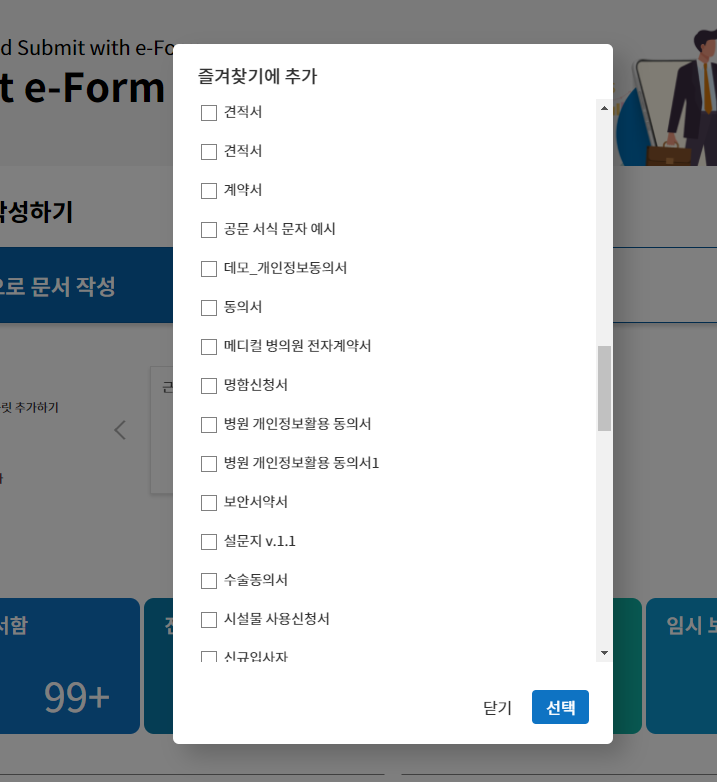 d Submit with e-Fo
t e-Form
작성하기
으로 문서 작성
릿 추가하기
근
서함
99+
전
임시 보
즐겨찾기에 추가
견적서
견적서
계약서
공문 서식 문자 예시
데모_개인정보동의서
동의서
메디컬 병의원 전자계약서
명함신청서
병원 개인정보활용 동의서
병원 개인정보활용 동의서1
보안서약서
설문지 v.1.1
수술동의서
시설물 사용신청서
신규입사자
닫기
선택